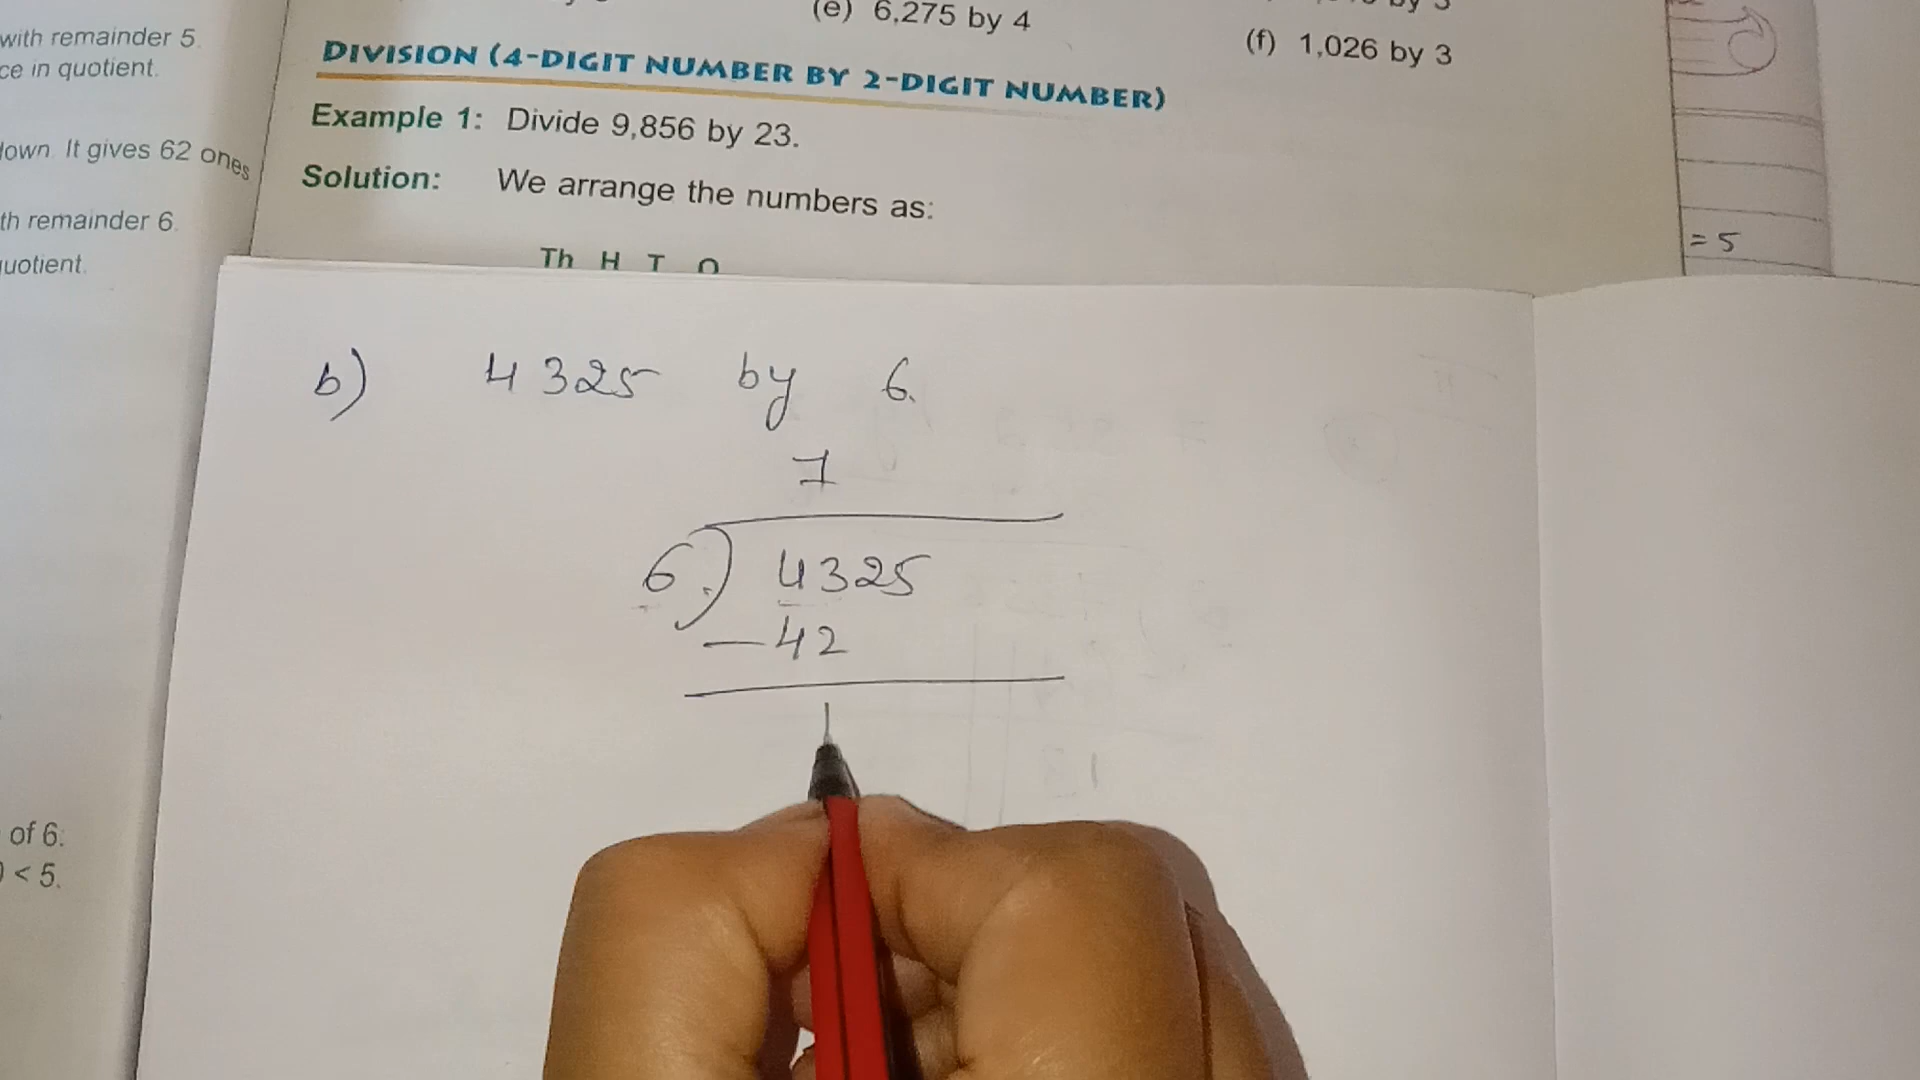 with remainder 5.
ce in quotient.
It gives 62 ones
th remainder 6.
of 6.
< 5.
(e) 6,275 by 4
(f) 1,026 by 3
DIVISION (4-DIGIT NUMBER BY 2-DIGIT NUMBER)
Example 1: Divide 9,856 by 23.
Solution: We arrange the numbers as:
Th H T O
= 5
b) 4325 by 6.
7
6) 4325
-42
1